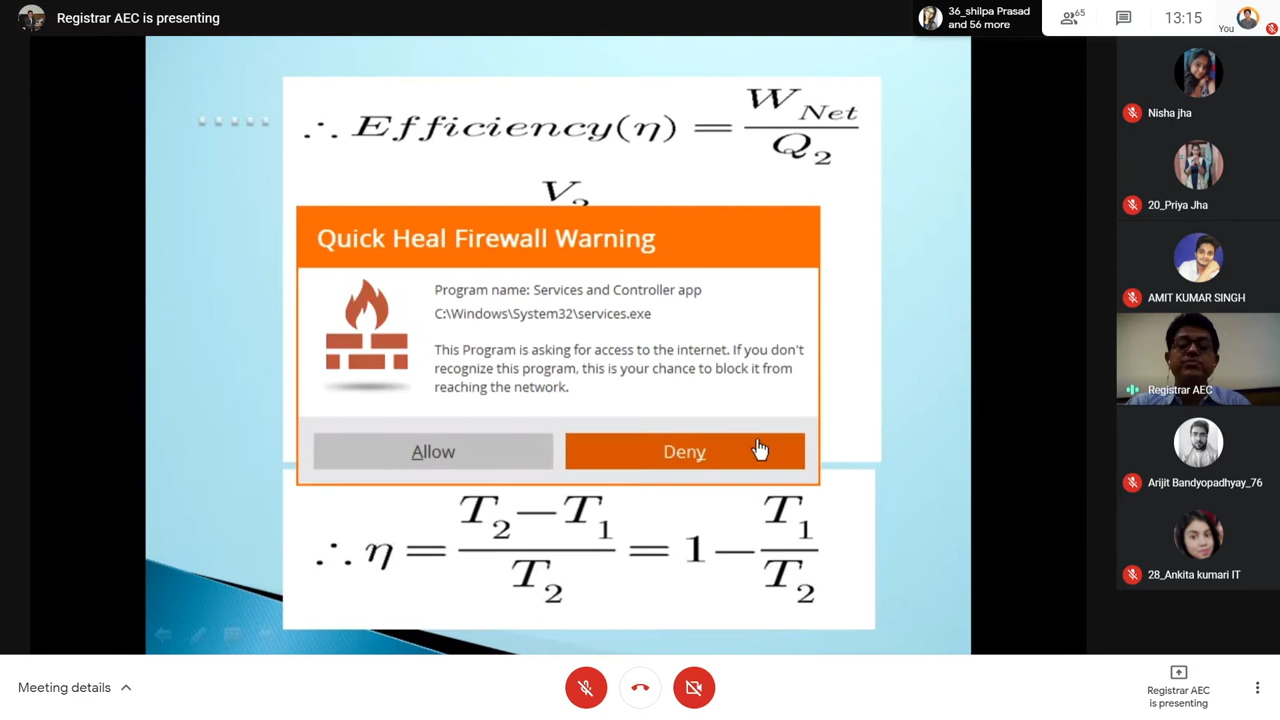 Registrar AEC is presenting
36_shilpa Prasad
and 56 more
65
13:15
You
∴ Efficiency(η) = W_Net / Q_2
V_2
Quick Heal Firewall Warning
Program name: Services and Controller app
C:\Windows\System32\services.exe
This Program is asking for access to the internet. If you don't
recognize this program, this is your chance to block it from
reaching the network.
Allow
Deny
∴ η = T_2 − T_1 / T_2 = 1 − T_1 / T_2
Nisha jha
20_Priya Jha
AMIT KUMAR SINGH
Registrar AEC
Arijit Bandyopadhyay_76
28_Ankita kumari IT
Meeting details
Registrar AEC
is presenting